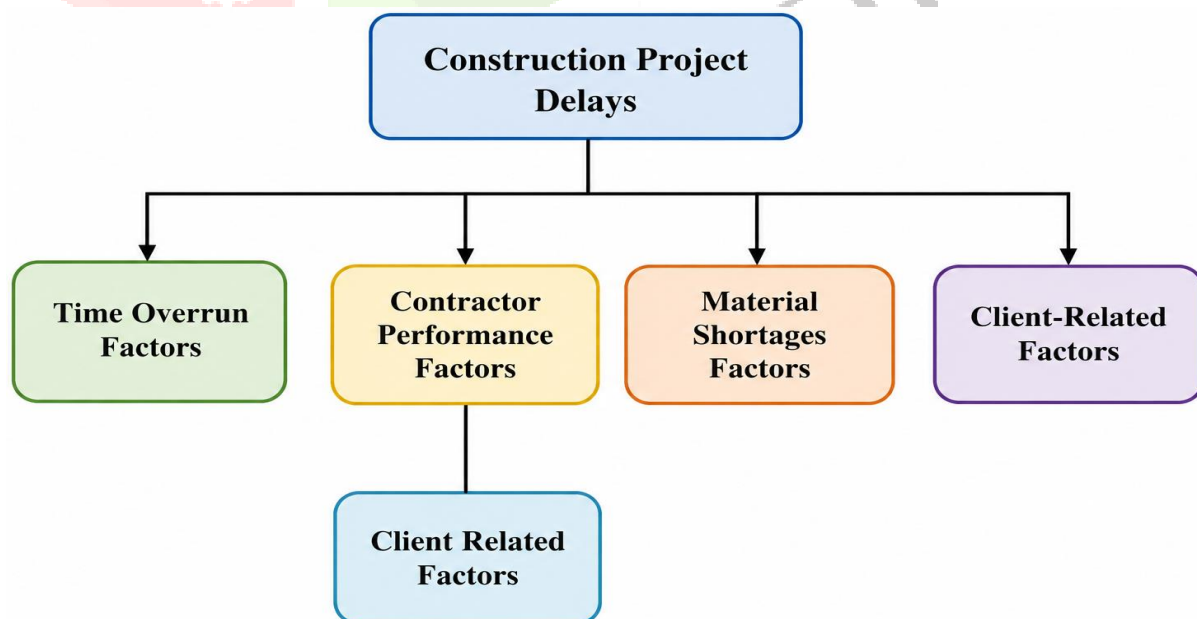 Construction Project
Delays
Time Overrun
Factors
Contractor
Performance
Factors
Material
Shortages
Factors
Client-Related
Factors
Client Related
Factors